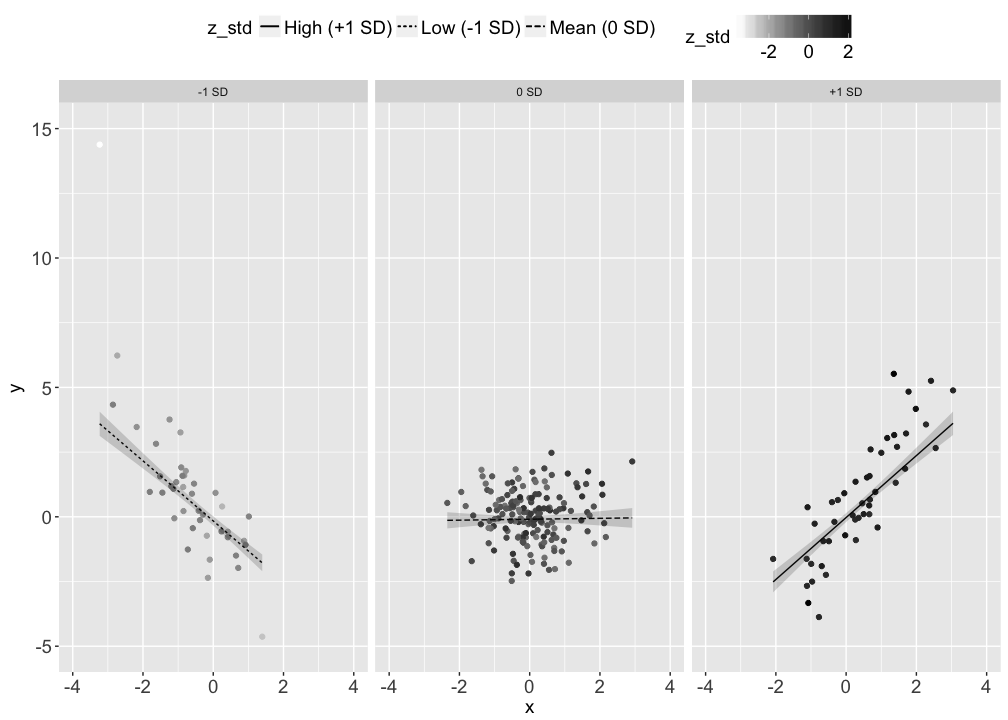 z_std High (+1 SD) Low (-1 SD) Mean (0 SD)
z_std -2 0 2
-1 SD 0 SD +1 SD
15
10
5
0
-5
y
-4 -2 0 2 4 -4 -2 0 2 4 -4 -2 0 2 4
x